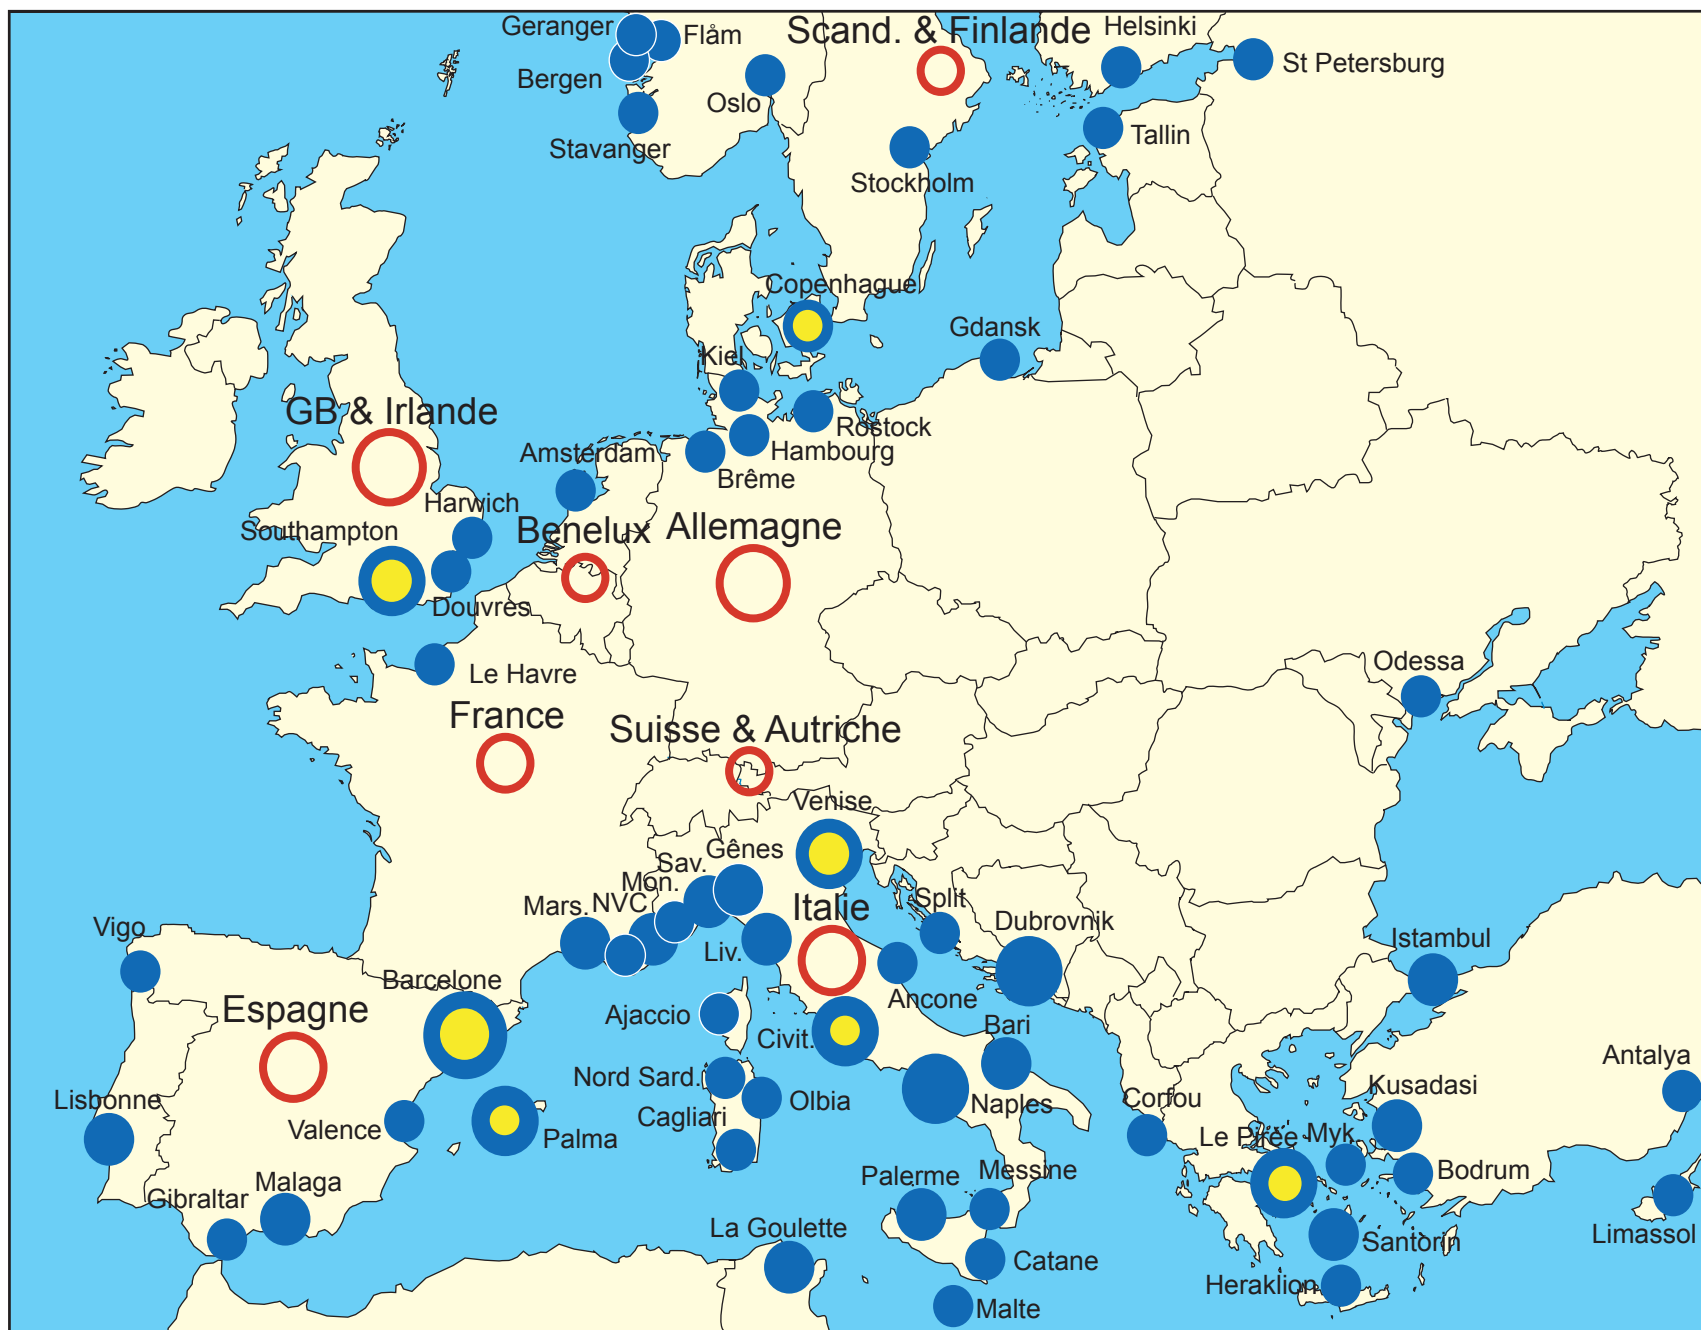 Geranger
Flåm
Scand. & Finlande
Helsinki
St Petersburg
Bergen
Oslo
Tallin
Stavanger
Stockholm
Copenhague
Gdansk
Kiel
GB & Irlande
Rostock
Hambourg
Amsterdam
Brême
Harwich
Southampton
Benelux
Allemagne
Douvres
Le Havre
Odessa
France
Suisse & Autriche
Venise
Gênes
Sav.
Mon.
NVC
Mars.
Italie
Split
Dubrovnik
Vigo
Istambul
Liv.
Barcelone
Ancone
Espagne
Ajaccio
Civit.
Bari
Antalya
Nord Sard.
Kusadasi
Lisbonne
Olbia
Naples
Corfou
Cagliari
Valence
Palma
Le Pirée
Myk.
Messine
Bodrum
Palerme
Malaga
Gibraltar
La Goulette
Limassol
Santorin
Catane
Heraklion
Malte